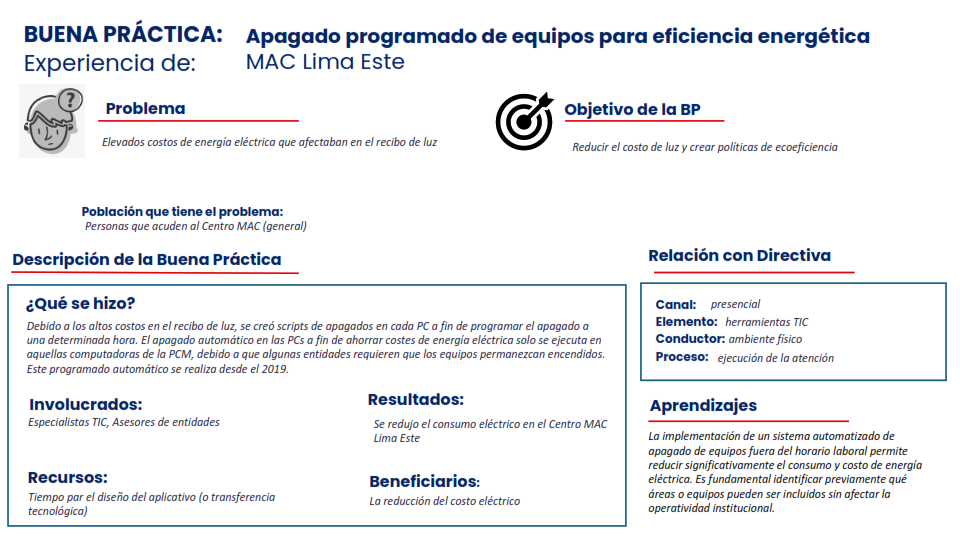 BUENA PRÁCTICA:
Apagado programado de equipos para eficiencia energética
Experiencia de:
MAC Lima Este
?
Problema
Elevados costos de energía eléctrica que afectaban en el recibo de luz
Objetivo de la BP
Reducir el costo de luz y crear políticas de ecoeficiencia
Población que tiene el problema:
Personas que acuden al Centro MAC (general)
Descripción de la Buena Práctica
¿Qué se hizo?
Debido a los altos costos en el recibo de luz, se creó scripts de apagados en cada PC a fin de programar el apagado a
una determinada hora. El apagado automático en las PCs a fin de ahorrar costes de energía eléctrica solo se ejecuta en
aquellas computadoras de la PCM, debido a que algunas entidades requieren que los equipos permanezcan encendidos.
Este programado automático se realiza desde el 2019.
Involucrados:
Especialistas TIC, Asesores de entidades
Resultados:
Se redujo el consumo eléctrico en el Centro MAC
Lima Este
Recursos:
Tiempo par el diseño del aplicativo (o transferencia
tecnológica)
Beneficiarios:
La reducción del costo eléctrico
Relación con Directiva
Canal: presencial
Elemento: herramientas TIC
Conductor: ambiente físico
Proceso: ejecución de la atención
Aprendizajes
La implementación de un sistema automatizado de
apagado de equipos fuera del horario laboral permite
reducir significativamente el consumo y costo de energía
eléctrica. Es fundamental identificar previamente qué
áreas o equipos pueden ser incluidos sin afectar la
operatividad institucional.